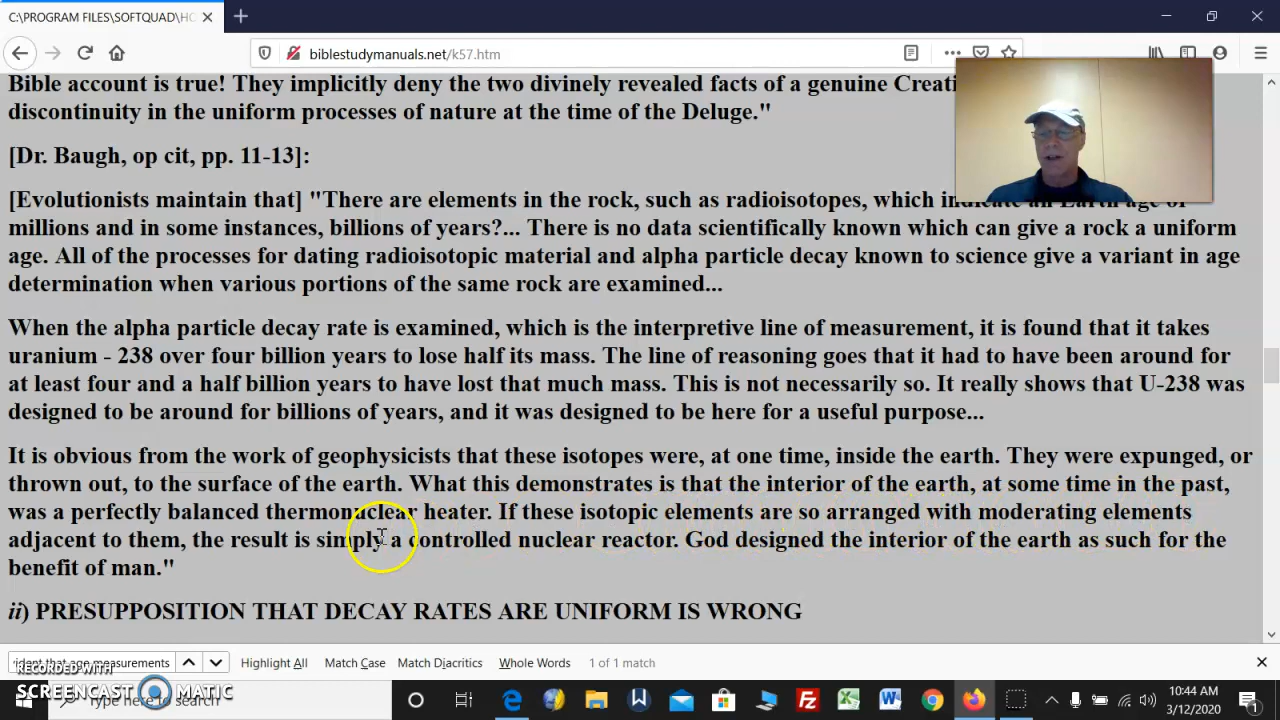 C:\PROGRAM FILES\SOFTQUAD\HO
biblestudymanuals.net/k57.htm
Bible account is true! They implicitly deny the two divinely revealed facts of a genuine Creati
discontinuity in the uniform processes of nature at the time of the Deluge."
[Dr. Baugh, op cit, pp. 11-13]:
[Evolutionists maintain that] "There are elements in the rock, such as radioisotopes, which indicate an Earth age of
millions and in some instances, billions of years?... There is no data scientifically known which can give a rock a uniform
age. All of the processes for dating radioisotopic material and alpha particle decay known to science give a variant in age
determination when various portions of the same rock are examined...
When the alpha particle decay rate is examined, which is the interpretive line of measurement, it is found that it takes
uranium - 238 over four billion years to lose half its mass. The line of reasoning goes that it had to have been around for
at least four and a half billion years to have lost that much mass. This is not necessarily so. It really shows that U-238 was
designed to be around for billions of years, and it was designed to be here for a useful purpose...
It is obvious from the work of geophysicists that these isotopes were, at one time, inside the earth. They were expunged, or
thrown out, to the surface of the earth. What this demonstrates is that the interior of the earth, at some time in the past,
was a perfectly balanced thermonuclear heater. If these isotopic elements are so arranged with moderating elements
adjacent to them, the result is simply a controlled nuclear reactor. God designed the interior of the earth as such for the
benefit of man."
ii) PRESUPPOSITION THAT DECAY RATES ARE UNIFORM IS WRONG
ident that age measurements Highlight All Match Case Match Diacritics Whole Words 1 of 1 match
RECORDED WITH
SCREENCAST MATIC
Type here to search
10:44 AM
3/12/2020
1